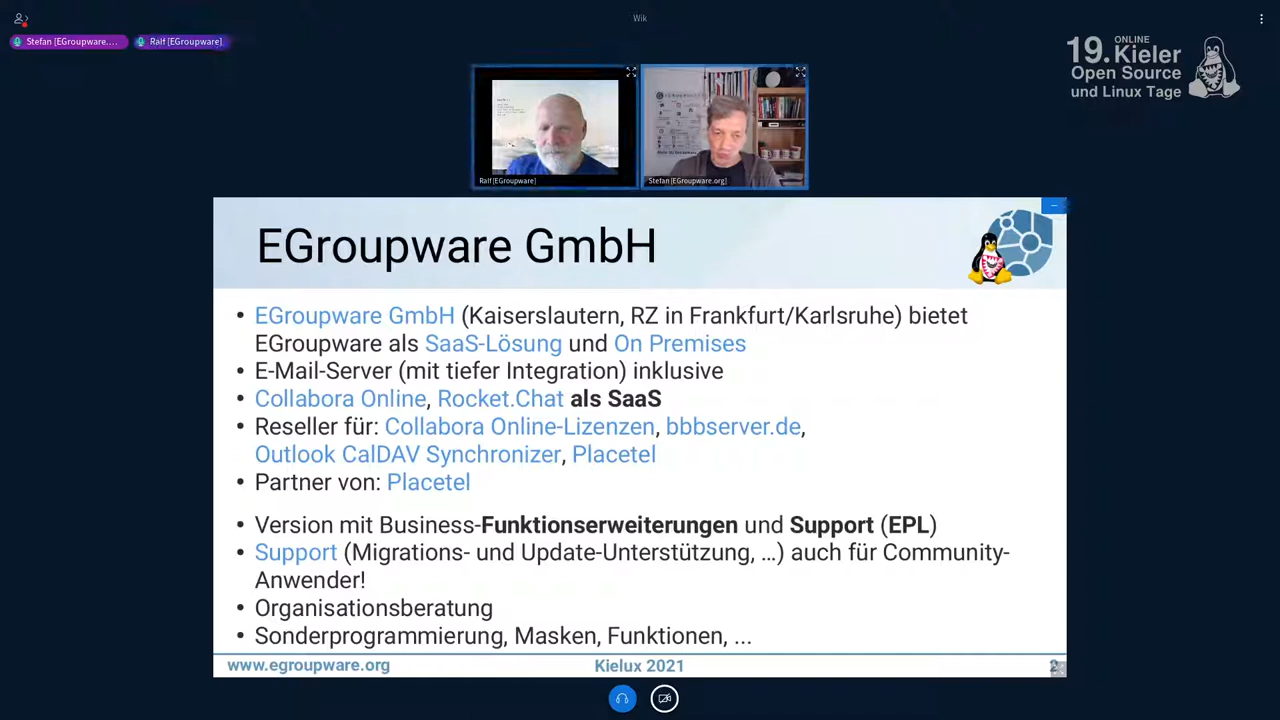 Wik
Stefan [EGroupware....
Ralf [EGroupware]
ONLINE
19. Kieler
Open Source
und Linux Tage
Ralf [EGroupware]
Stefan [EGroupware.org]
EGroupware GmbH
• EGroupware GmbH (Kaiserslautern, RZ in Frankfurt/Karlsruhe) bietet
EGroupware als SaaS-Lösung und On Premises
• E-Mail-Server (mit tiefer Integration) inklusive
• Collabora Online, Rocket.Chat als SaaS
• Reseller für: Collabora Online-Lizenzen, bbbserver.de,
Outlook CalDAV Synchronizer, Placetel
• Partner von: Placetel
• Version mit Business-Funktionserweiterungen und Support (EPL)
• Support (Migrations- und Update-Unterstützung, ...) auch für Community-
Anwender!
• Organisationsberatung
• Sonderprogrammierung, Masken, Funktionen, ...
www.egroupware.org
Kielux 2021
2